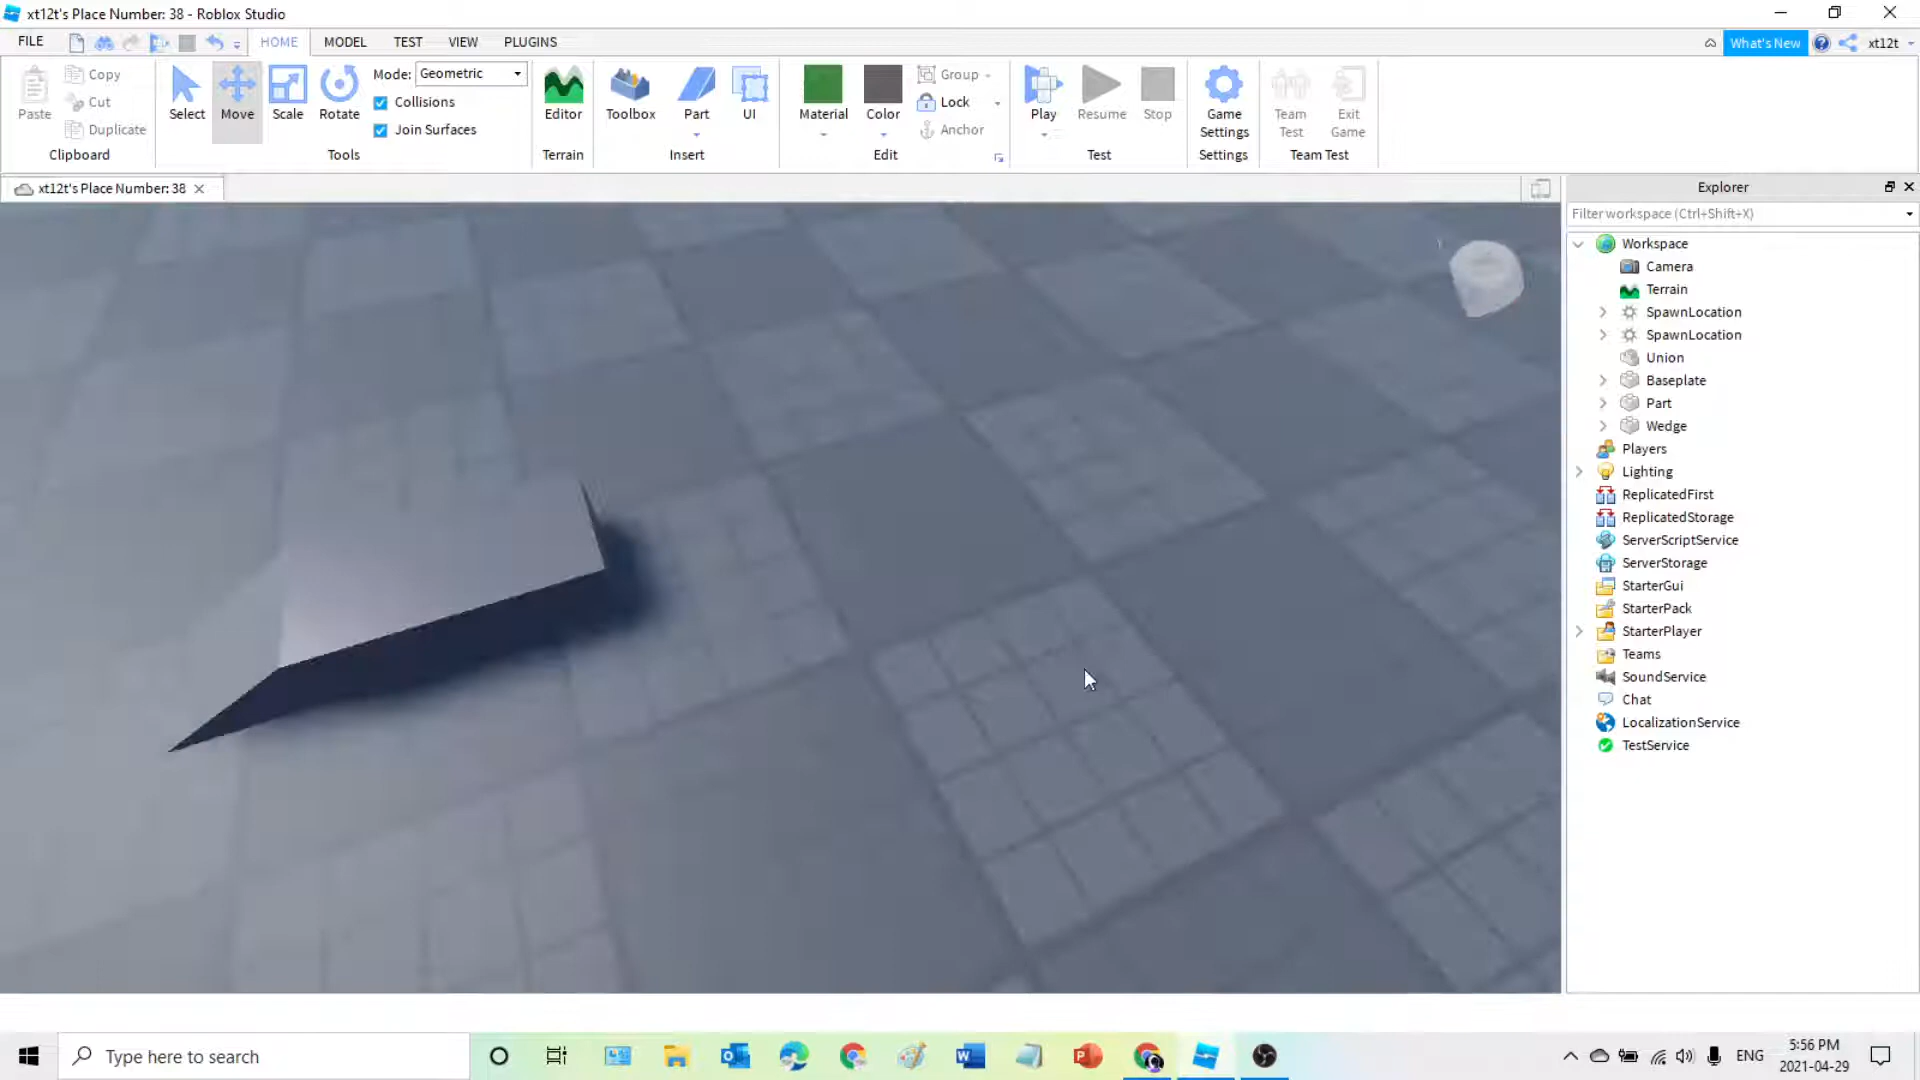 xt12t's Place Number: 38 - Roblox Studio
FILE
HOME
MODEL
TEST
VIEW
PLUGINS
What's New
xt12t
Paste
Copy
Cut
Duplicate
Clipboard
Select
Move
Scale
Rotate
Mode: Geometric
Collisions
Join Surfaces
Tools
Editor
Terrain
Toolbox
Part
UI
Insert
Material
Color
Group
Lock
Anchor
Edit
Play
Resume
Stop
Test
Game
Settings
Settings
Team
Test
Exit
Game
Team Test
xt12t's Place Number: 38
Explorer
Filter workspace (Ctrl+Shift+X)
Workspace
Camera
Terrain
SpawnLocation
SpawnLocation
Union
Baseplate
Part
Wedge
Players
Lighting
ReplicatedFirst
ReplicatedStorage
ServerScriptService
ServerStorage
StarterGui
StarterPack
StarterPlayer
Teams
SoundService
Chat
LocalizationService
TestService
Type here to search
ENG
5:56 PM
2021-04-29